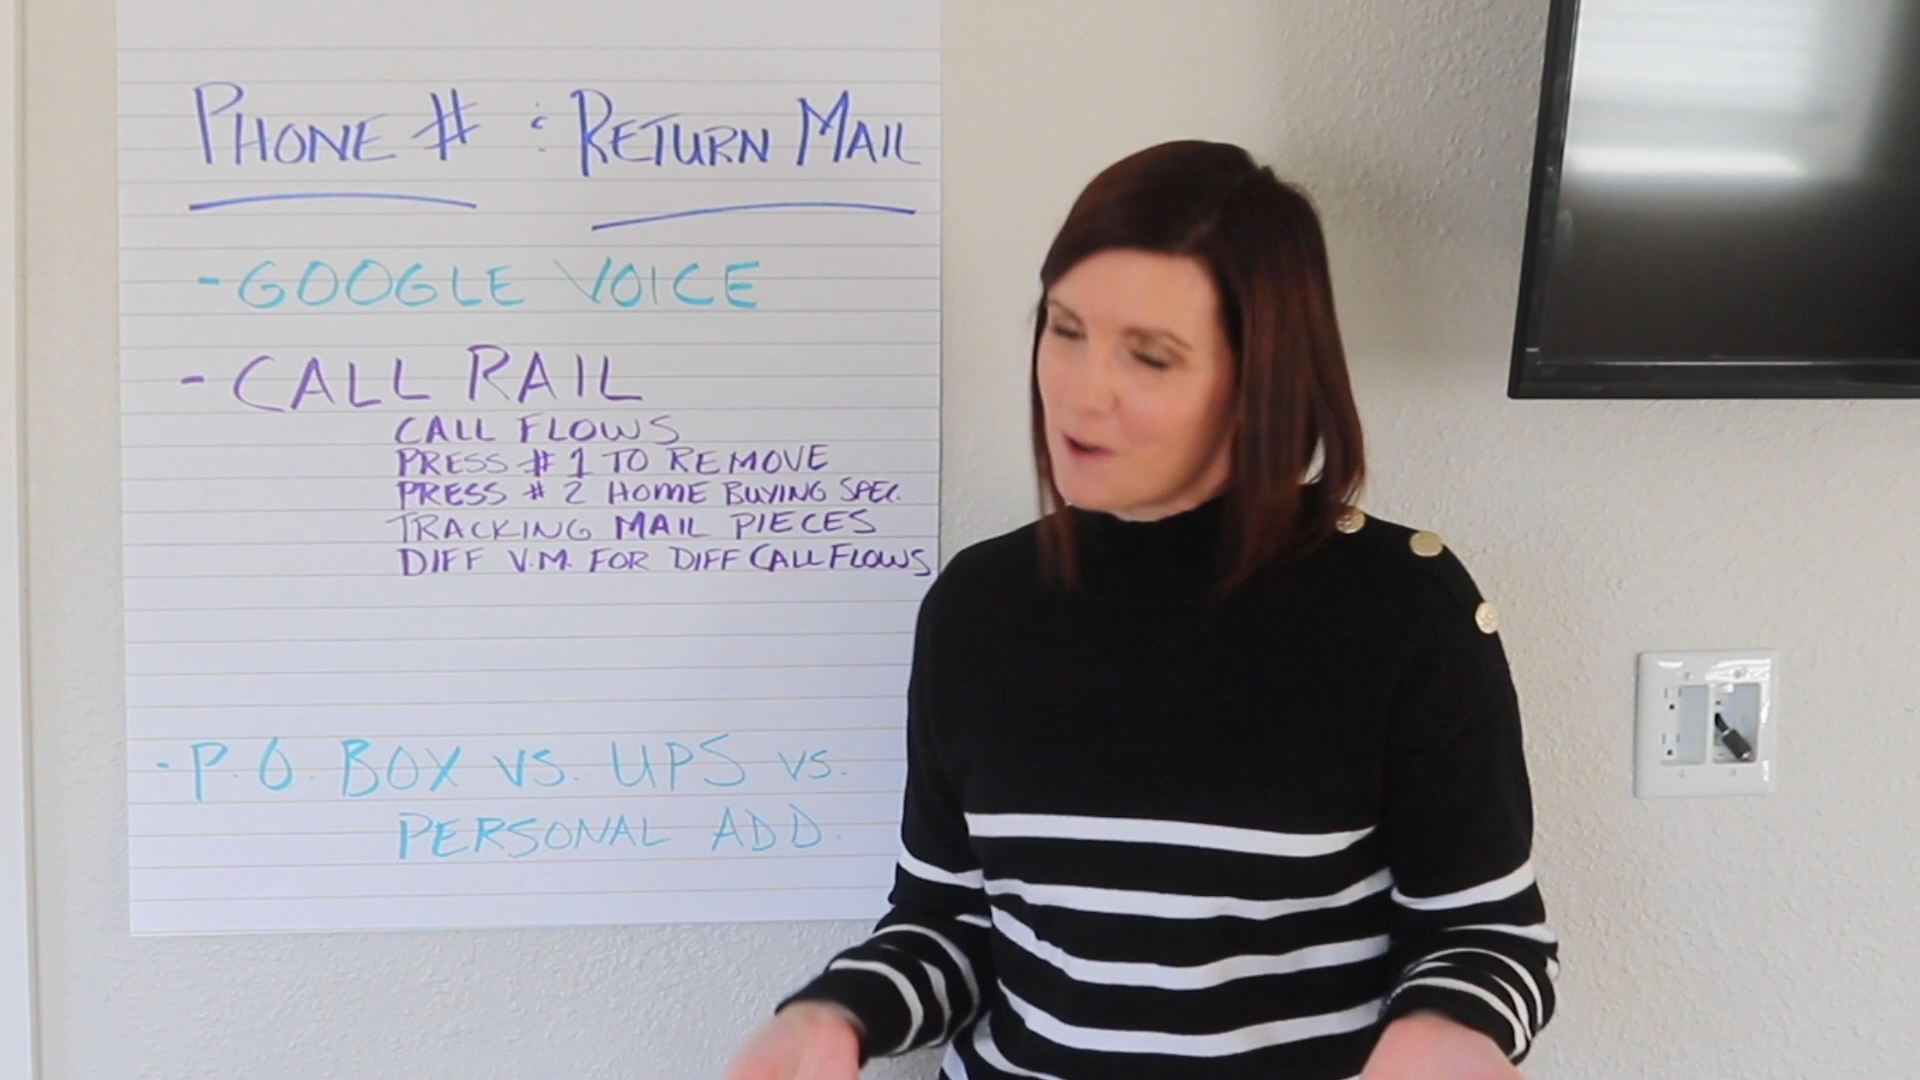 PHONE # : RETURN MAIL
- GOOGLE VOICE
- CALL RAIL
CALL FLOWS
PRESS # 1 TO REMOVE
PRESS # 2 HOME BUYING SPEC.
TRACKING MAIL PIECES
DIFF V.M. FOR DIFF CALL FLOWS
- P.O. BOX VS. UPS VS.
PERSONAL ADD.